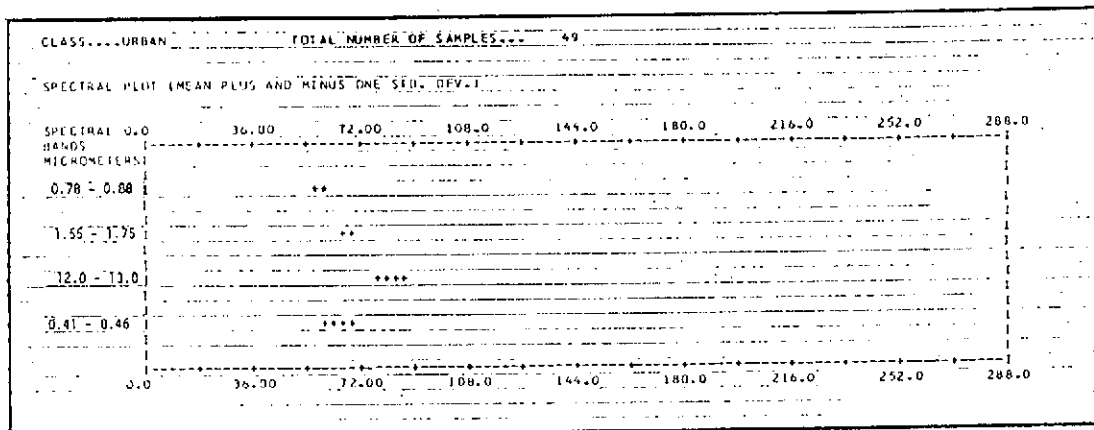 CLASS....URBAN TOTAL NUMBER OF SAMPLES... 49
SPECTRAL PLOT (MEAN PLUS AND MINUS ONE STD. DEV.)
SPECTRAL 0.0 36.00 72.00 108.0 144.0 180.0 216.0 252.0 288.0
BANDS
MICROMETERS
0.78 - 0.88 **
1.55 - 1.75 **
12.0 - 13.0 ****
0.41 - 0.46 ****
0.0 36.00 72.00 108.0 144.0 180.0 216.0 252.0 288.0